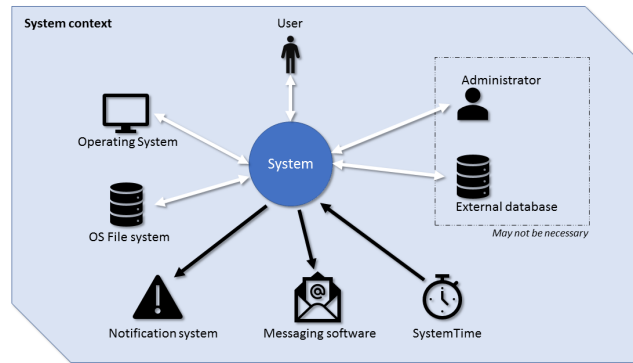 System context
User
Administrator
Operating System
System
OS File system
External database
May not be necessary
@
Notification system
Messaging software
SystemTime